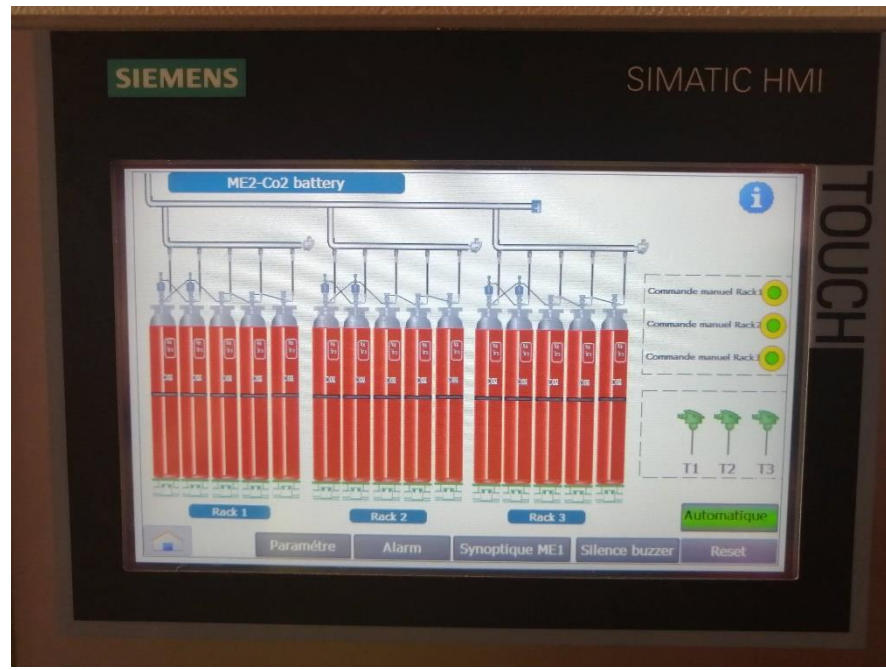 SIEMENS
SIMATIC HMI
TOUCH
ME2-Co2 battery
i
Commande manuel Rack1
Commande manuel Rack2
Commande manuel Rack
T1 T2 T3
Rack 1
Rack 2
Rack 3
Automatique
Paramétre
Alarm
Synoptique ME1
Silence buzzer
Reset